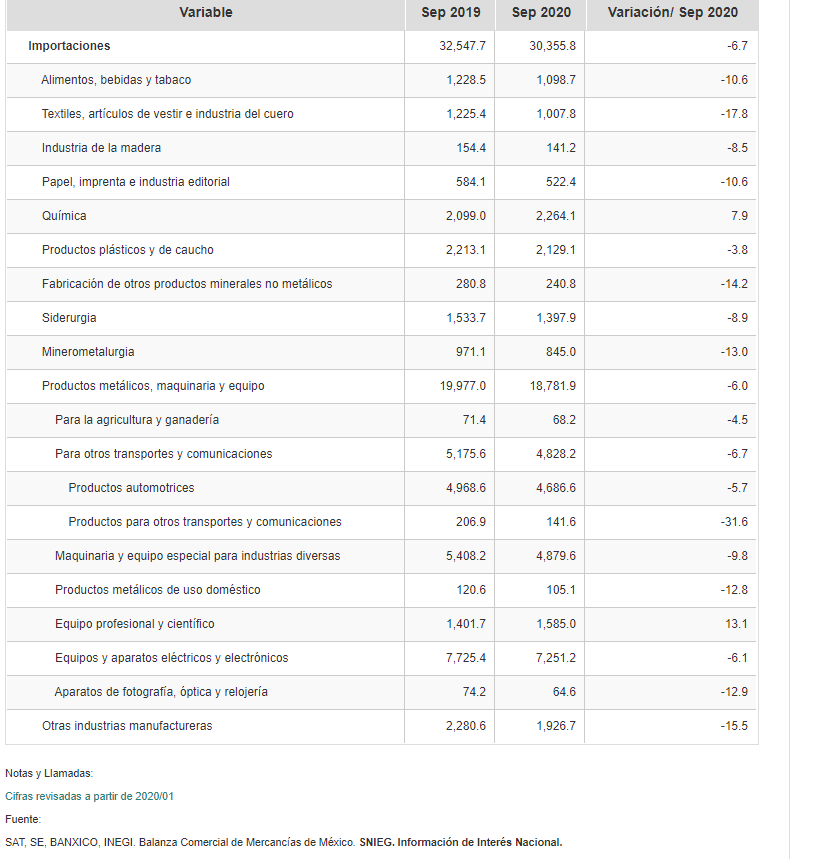 Variable Sep 2019 Sep 2020 Variación/ Sep 2020
Importaciones 32,547.7 30,355.8 -6.7
Alimentos, bebidas y tabaco 1,228.5 1,098.7 -10.6
Textiles, artículos de vestir e industria del cuero 1,225.4 1,007.8 -17.8
Industria de la madera 154.4 141.2 -8.5
Papel, imprenta e industria editorial 584.1 522.4 -10.6
Química 2,099.0 2,264.1 7.9
Productos plásticos y de caucho 2,213.1 2,129.1 -3.8
Fabricación de otros productos minerales no metálicos 280.8 240.8 -14.2
Siderurgia 1,533.7 1,397.9 -8.9
Minerometalurgia 971.1 845.0 -13.0
Productos metálicos, maquinaria y equipo 19,977.0 18,781.9 -6.0
Para la agricultura y ganadería 71.4 68.2 -4.5
Para otros transportes y comunicaciones 5,175.6 4,828.2 -6.7
Productos automotrices 4,968.6 4,686.6 -5.7
Productos para otros transportes y comunicaciones 206.9 141.6 -31.6
Maquinaria y equipo especial para industrias diversas 5,408.2 4,879.6 -9.8
Productos metálicos de uso doméstico 120.6 105.1 -12.8
Equipo profesional y científico 1,401.7 1,585.0 13.1
Equipos y aparatos eléctricos y electrónicos 7,725.4 7,251.2 -6.1
Aparatos de fotografía, óptica y relojería 74.2 64.6 -12.9
Otras industrias manufactureras 2,280.6 1,926.7 -15.5
Notas y Llamadas:
Cifras revisadas a partir de 2020/01
Fuente:
SAT, SE, BANXICO, INEGI. Balanza Comercial de Mercancías de México. SNIEG. Información de Interés Nacional.